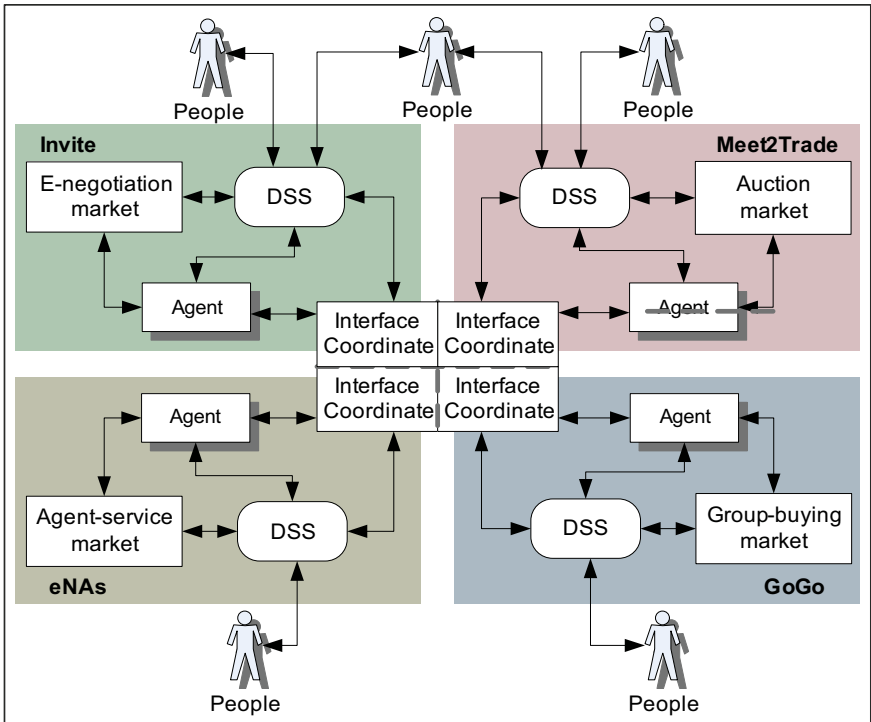 People
People
People
Invite
Meet2Trade
E-negotiation
market
DSS
DSS
Auction
market
Agent
Agent
Interface
Coordinate
Interface
Coordinate
Interface
Coordinate
Interface
Coordinate
Agent
Agent
Agent-service
market
DSS
DSS
Group-buying
market
eNAs
GoGo
People
People